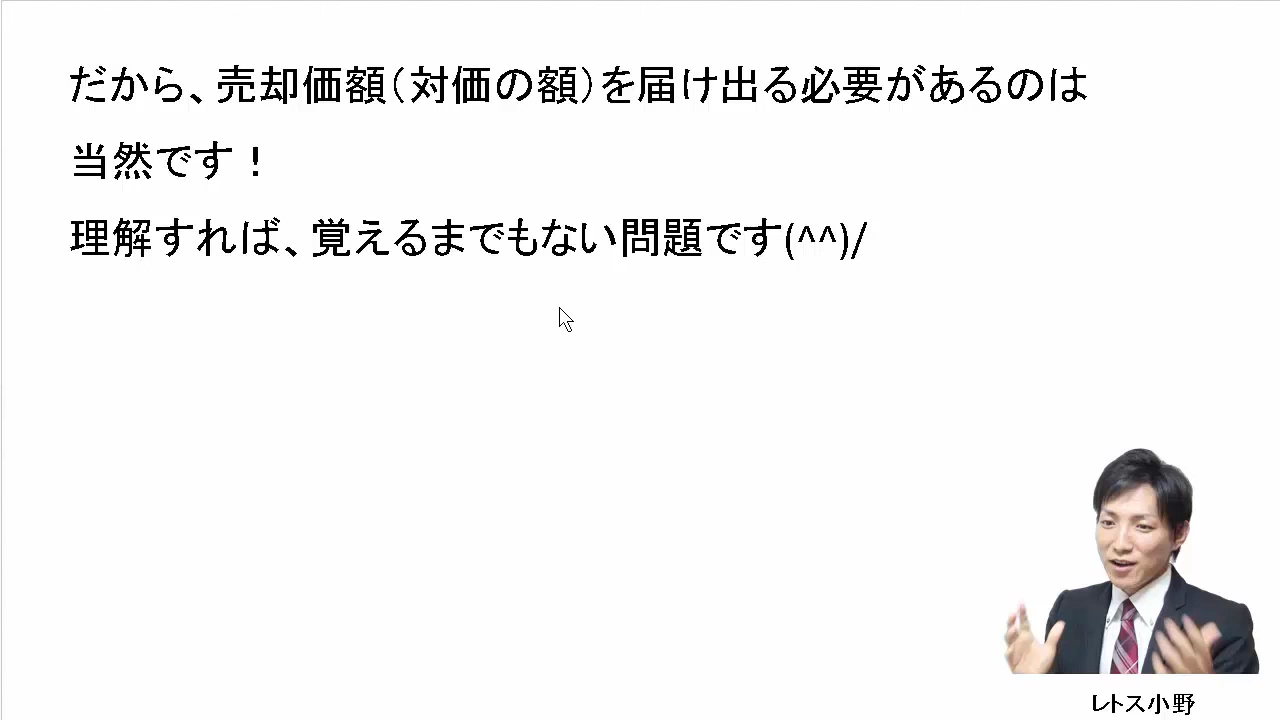 だから、売却価額（対価の額）を届け出る必要があるのは
当然です！
理解すれば、覚えるまでもない問題です(^^)/
レトス小野